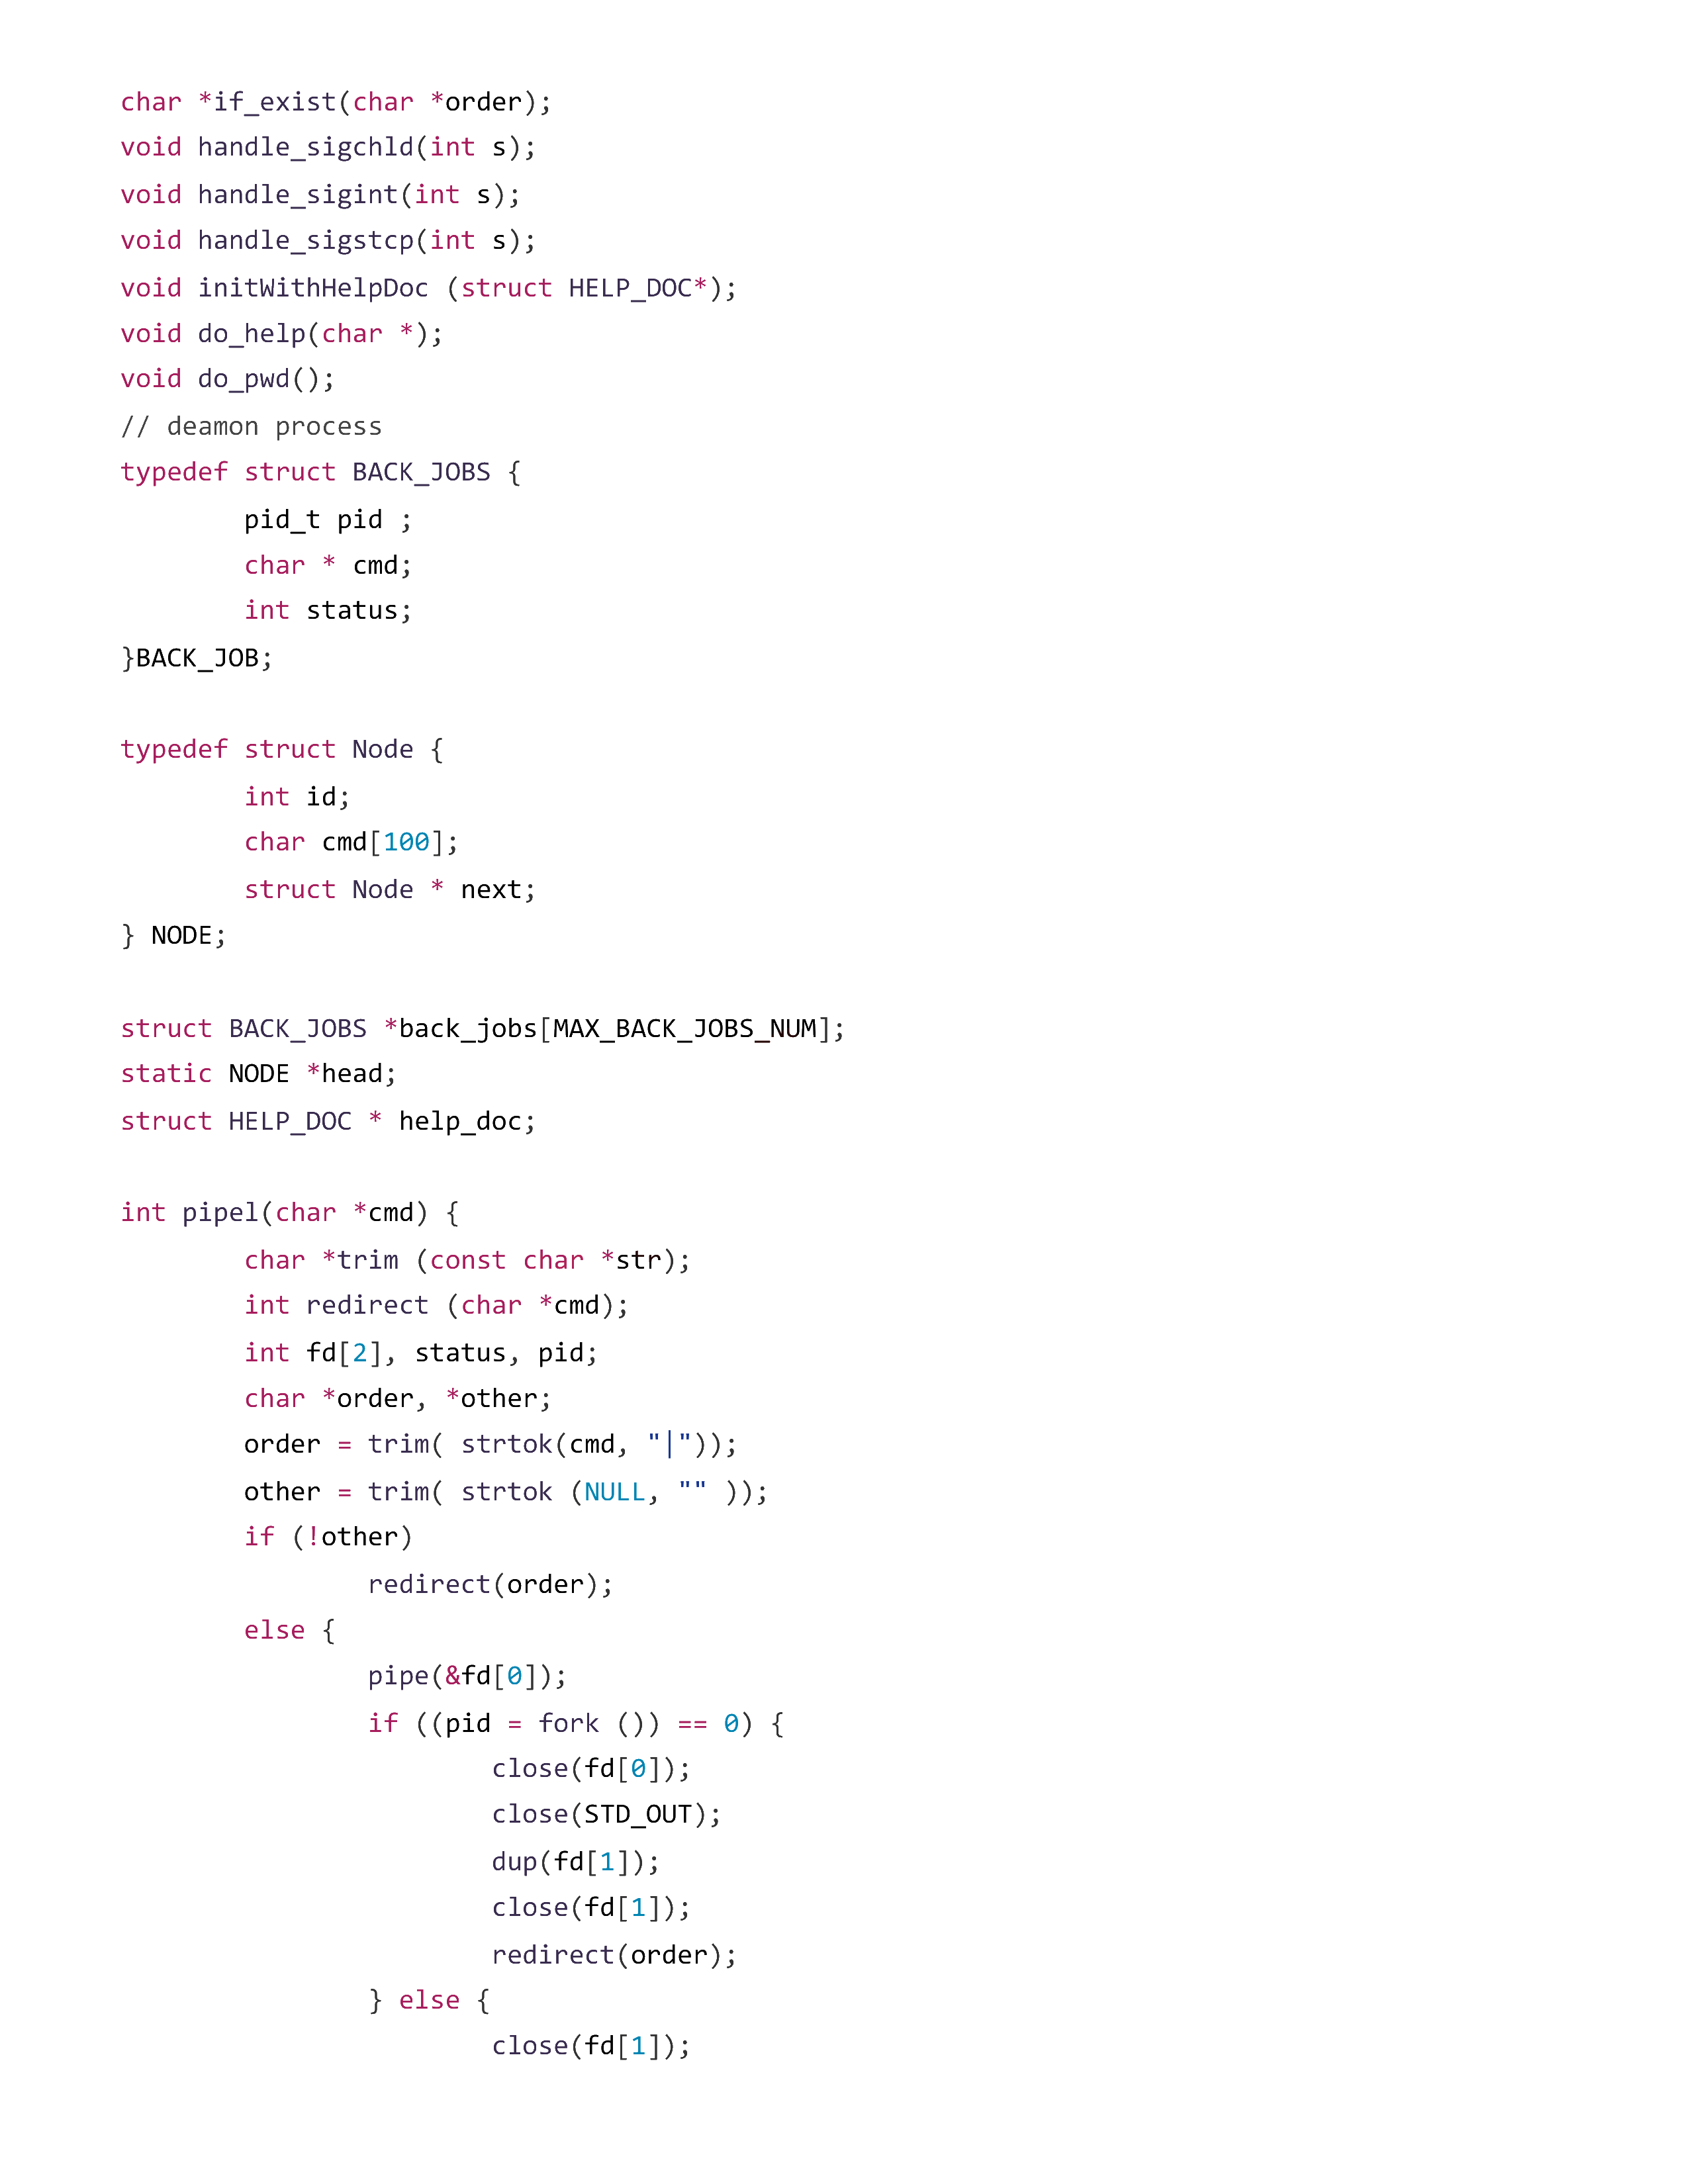 char *if_exist(char *order);
void handle_sigchld(int s);
void handle_sigint(int s);
void handle_sigstcp(int s);
void initWithHelpDoc (struct HELP_DOC*);
void do_help(char *);
void do_pwd();
// deamon process
typedef struct BACK_JOBS {
        pid_t pid ;
        char * cmd;
        int status;
}BACK_JOB;

typedef struct Node {
        int id;
        char cmd[100];
        struct Node * next;
} NODE;

struct BACK_JOBS *back_jobs[MAX_BACK_JOBS_NUM];
static NODE *head;
struct HELP_DOC * help_doc;

int pipel(char *cmd) {
        char *trim (const char *str);
        int redirect (char *cmd);
        int fd[2], status, pid;
        char *order, *other;
        order = trim( strtok(cmd, "|"));
        other = trim( strtok (NULL, "" ));
        if (!other)
                redirect(order);
        else {
                pipe(&fd[0]);
                if ((pid = fork ()) == 0) {
                        close(fd[0]);
                        close(STD_OUT);
                        dup(fd[1]);
                        close(fd[1]);
                        redirect(order);
                } else {
                        close(fd[1]);